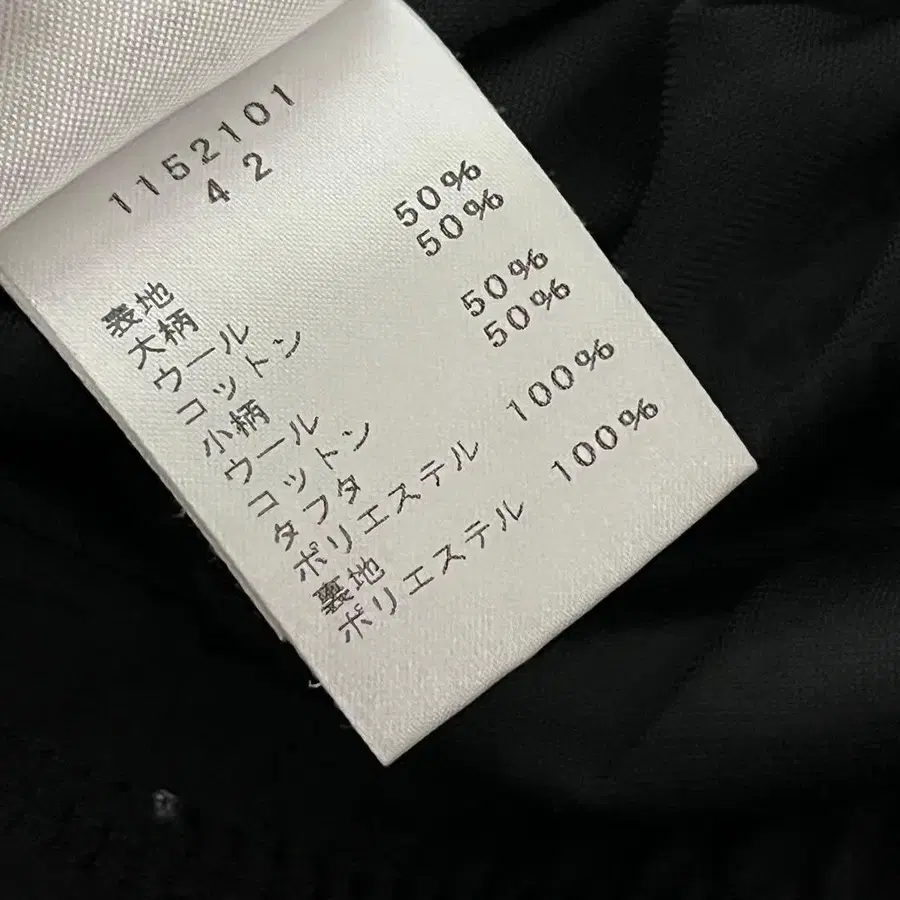 1152101
42
表地
大柄
ウール 50%
コットン 50%
小柄
ウール 50%
コットン 50%
タフタ
ポリエステル 100%
裏地
ポリエステル 100%